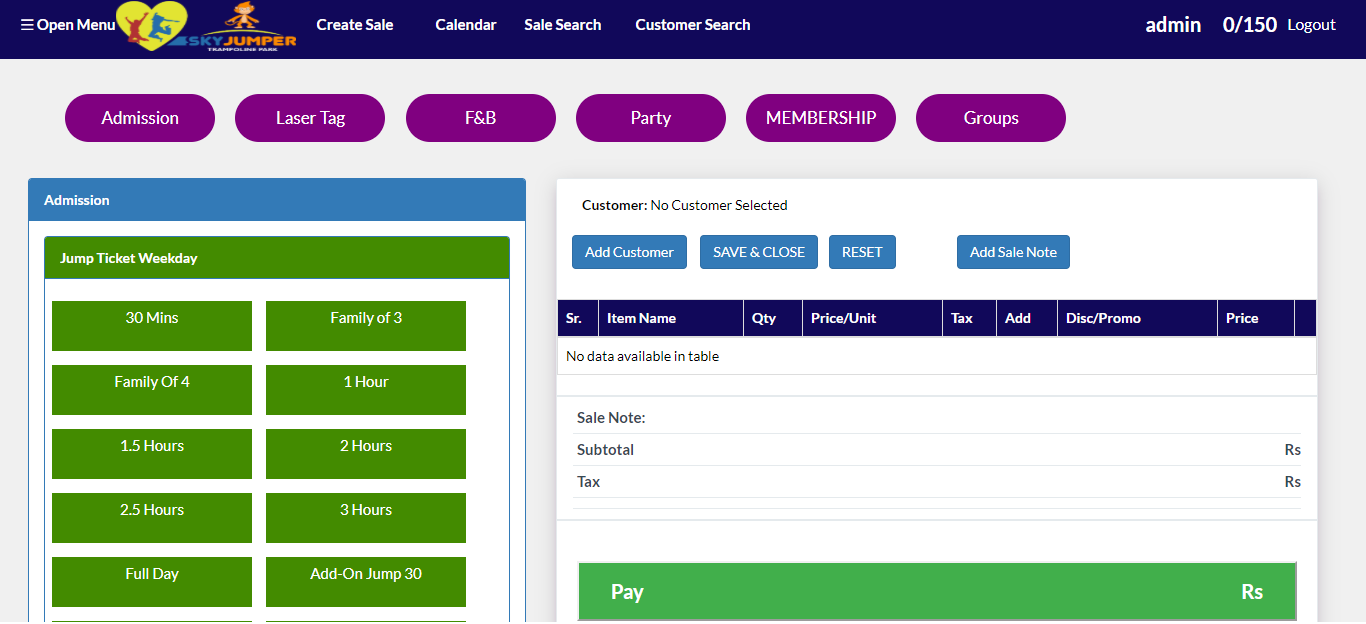 ☰ Open Menu
SKYJUMPER
TRAMPOLINE PARK
Create Sale
Calendar
Sale Search
Customer Search
admin
0/150
Logout
Admission
Laser Tag
F&B
Party
MEMBERSHIP
Groups
Admission
Jump Ticket Weekday
30 Mins
Family of 3
Family Of 4
1 Hour
1.5 Hours
2 Hours
2.5 Hours
3 Hours
Full Day
Add-On Jump 30
Customer: No Customer Selected
Add Customer
SAVE & CLOSE
RESET
Add Sale Note
Sr. Item Name Qty Price/Unit Tax Add Disc/Promo Price
No data available in table
Sale Note:
Subtotal Rs
Tax Rs
Pay Rs